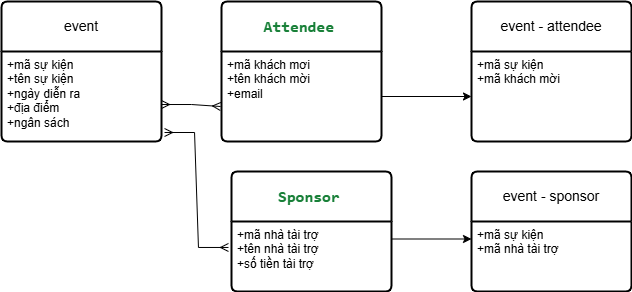 event
+mã sự kiện
+tên sự kiện
+ngày diễn ra
+địa điểm
+ngân sách
Attendee
+mã khách mơi
+tên khách mời
+email
event - attendee
+mã sự kiện
+mã khách mời
Sponsor
+mã nhà tài trợ
+tên nhà tài trợ
+số tiền tài trợ
event - sponsor
+mã sự kiện
+mã nhà tài trợ